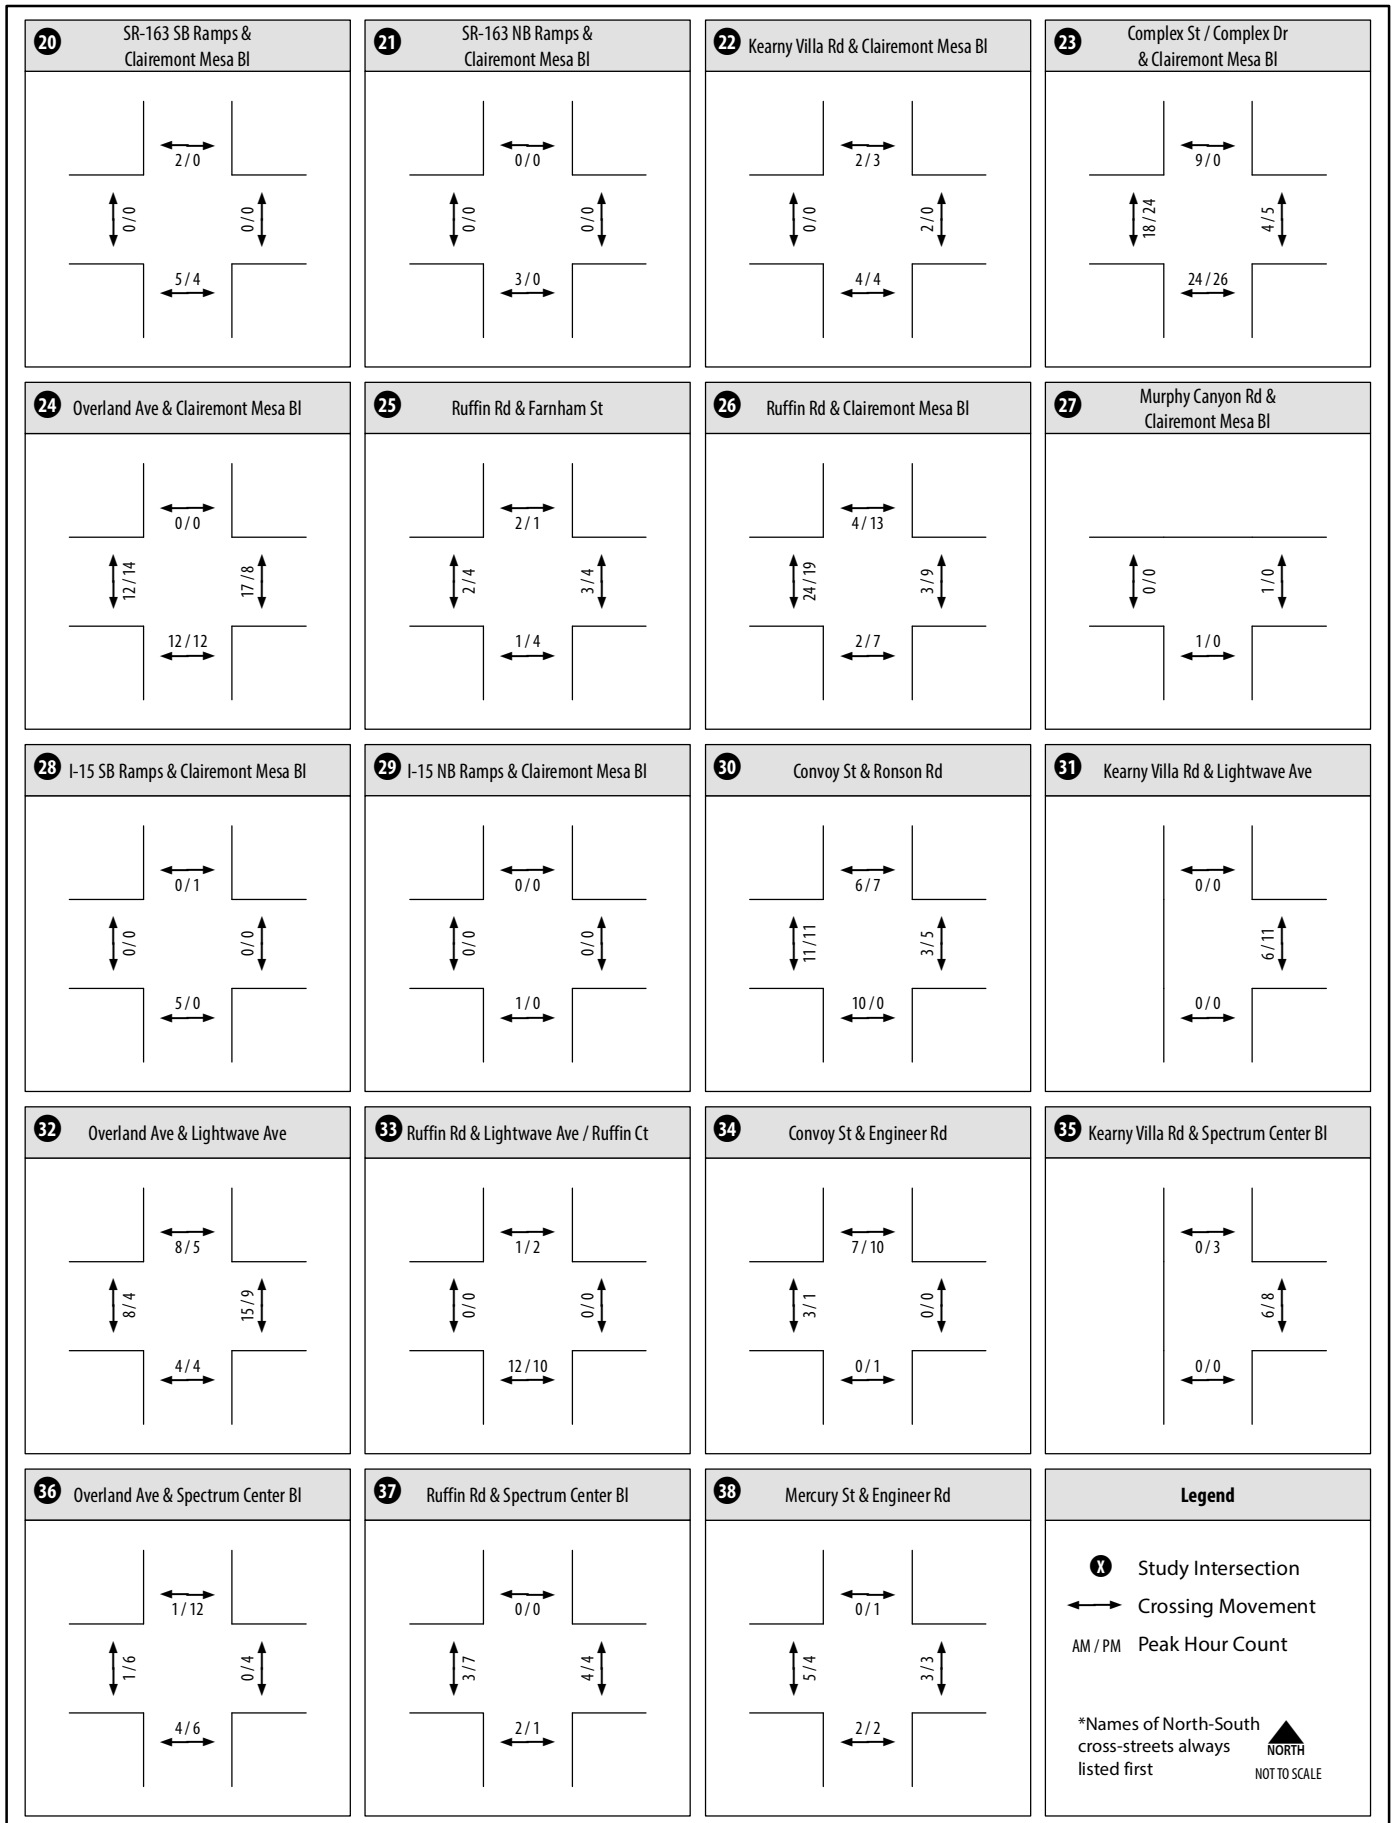 20
SR-163 SB Ramps &
Clairemont Mesa Bl
2 / 0
0 / 0
0 / 0
5 / 4
21
SR-163 NB Ramps &
Clairemont Mesa Bl
0 / 0
0 / 0
0 / 0
3 / 0
22
Kearny Villa Rd & Clairemont Mesa Bl
2 / 3
0 / 0
2 / 0
4 / 4
23
Complex St / Complex Dr
& Clairemont Mesa Bl
9 / 0
18 / 24
4 / 5
24 / 26
24
Overland Ave & Clairemont Mesa Bl
0 / 0
12 / 14
17 / 8
12 / 12
25
Ruffin Rd & Farnham St
2 / 1
2 / 4
3 / 4
1 / 4
26
Ruffin Rd & Clairemont Mesa Bl
4 / 13
24 / 19
3 / 9
2 / 7
27
Murphy Canyon Rd &
Clairemont Mesa Bl
0 / 0
1 / 0
1 / 0
28
I-15 SB Ramps & Clairemont Mesa Bl
0 / 1
0 / 0
0 / 0
5 / 0
29
I-15 NB Ramps & Clairemont Mesa Bl
0 / 0
0 / 0
0 / 0
1 / 0
30
Convoy St & Ronson Rd
6 / 7
11 / 11
3 / 5
10 / 0
31
Kearny Villa Rd & Lightwave Ave
0 / 0
6 / 11
0 / 0
32
Overland Ave & Lightwave Ave
8 / 5
8 / 4
15 / 9
4 / 4
33
Ruffin Rd & Lightwave Ave / Ruffin Ct
1 / 2
0 / 0
0 / 0
12 / 10
34
Convoy St & Engineer Rd
7 / 10
3 / 1
0 / 0
0 / 1
35
Kearny Villa Rd & Spectrum Center Bl
0 / 3
6 / 8
0 / 0
36
Overland Ave & Spectrum Center Bl
1 / 12
1 / 6
0 / 4
4 / 6
37
Ruffin Rd & Spectrum Center Bl
0 / 0
3 / 7
4 / 4
2 / 1
38
Mercury St & Engineer Rd
0 / 1
5 / 4
3 / 3
2 / 2
Legend
X Study Intersection
Crossing Movement
AM / PM Peak Hour Count
*Names of North-South
cross-streets always
listed first
NORTH
NOT TO SCALE